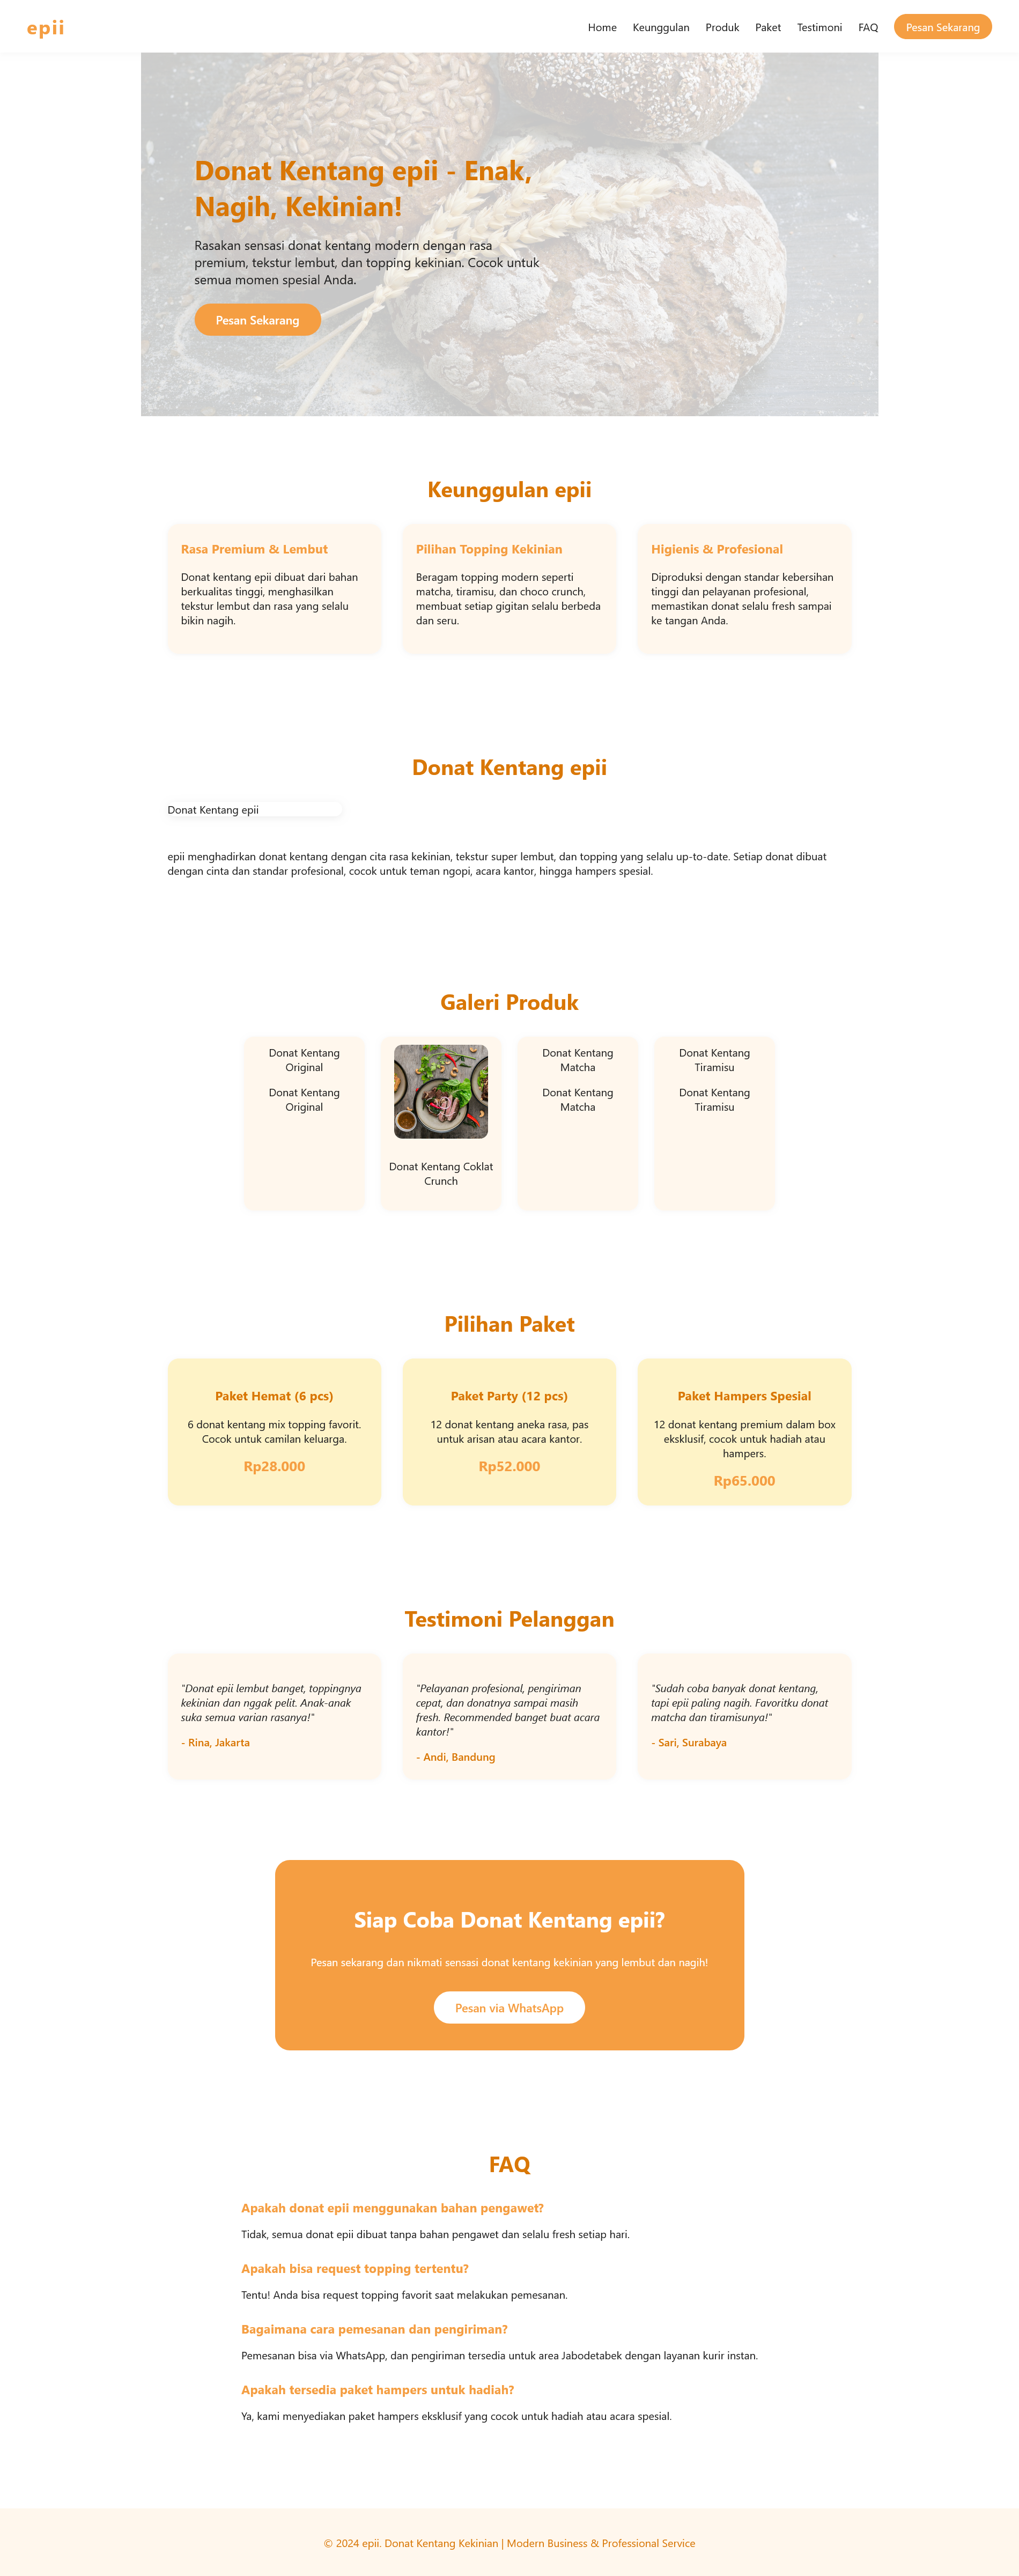 epii
Home Keunggulan Produk Paket Testimoni FAQ Pesan Sekarang
Donat Kentang epii - Enak,
Nagih, Kekinian!
Rasakan sensasi donat kentang modern dengan rasa
premium, tekstur lembut, dan topping kekinian. Cocok untuk
semua momen spesial Anda.
Pesan Sekarang
Keunggulan epii
Rasa Premium & Lembut
Donat kentang epii dibuat dari bahan
berkualitas tinggi, menghasilkan
tekstur lembut dan rasa yang selalu
bikin nagih.
Pilihan Topping Kekinian
Beragam topping modern seperti
matcha, tiramisu, dan choco crunch,
membuat setiap gigitan selalu berbeda
dan seru.
Higienis & Profesional
Diproduksi dengan standar kebersihan
tinggi dan pelayanan profesional,
memastikan donat selalu fresh sampai
ke tangan Anda.
Donat Kentang epii
Donat Kentang epii
epii menghadirkan donat kentang dengan cita rasa kekinian, tekstur super lembut, dan topping yang selalu up-to-date. Setiap donat dibuat
dengan cinta dan standar profesional, cocok untuk teman ngopi, acara kantor, hingga hampers spesial.
Galeri Produk
Donat Kentang
Original
Donat Kentang
Original
Donat Kentang Coklat
Crunch
Donat Kentang
Matcha
Donat Kentang
Matcha
Donat Kentang
Tiramisu
Donat Kentang
Tiramisu
Pilihan Paket
Paket Hemat (6 pcs)
6 donat kentang mix topping favorit.
Cocok untuk camilan keluarga.
Rp28.000
Paket Party (12 pcs)
12 donat kentang aneka rasa, pas
untuk arisan atau acara kantor.
Rp52.000
Paket Hampers Spesial
12 donat kentang premium dalam box
eksklusif, cocok untuk hadiah atau
hampers.
Rp65.000
Testimoni Pelanggan
"Donat epii lembut banget, toppingnya
kekinian dan nggak pelit. Anak-anak
suka semua varian rasanya!"
- Rina, Jakarta
"Pelayanan profesional, pengiriman
cepat, dan donatnya sampai masih
fresh. Recommended banget buat acara
kantor!"
- Andi, Bandung
"Sudah coba banyak donat kentang,
tapi epii paling nagih. Favoritku donat
matcha dan tiramisunya!"
- Sari, Surabaya
Siap Coba Donat Kentang epii?
Pesan sekarang dan nikmati sensasi donat kentang kekinian yang lembut dan nagih!
Pesan via WhatsApp
FAQ
Apakah donat epii menggunakan bahan pengawet?
Tidak, semua donat epii dibuat tanpa bahan pengawet dan selalu fresh setiap hari.
Apakah bisa request topping tertentu?
Tentu! Anda bisa request topping favorit saat melakukan pemesanan.
Bagaimana cara pemesanan dan pengiriman?
Pemesanan bisa via WhatsApp, dan pengiriman tersedia untuk area Jabodetabek dengan layanan kurir instan.
Apakah tersedia paket hampers untuk hadiah?
Ya, kami menyediakan paket hampers eksklusif yang cocok untuk hadiah atau acara spesial.
© 2024 epii. Donat Kentang Kekinian | Modern Business & Professional Service